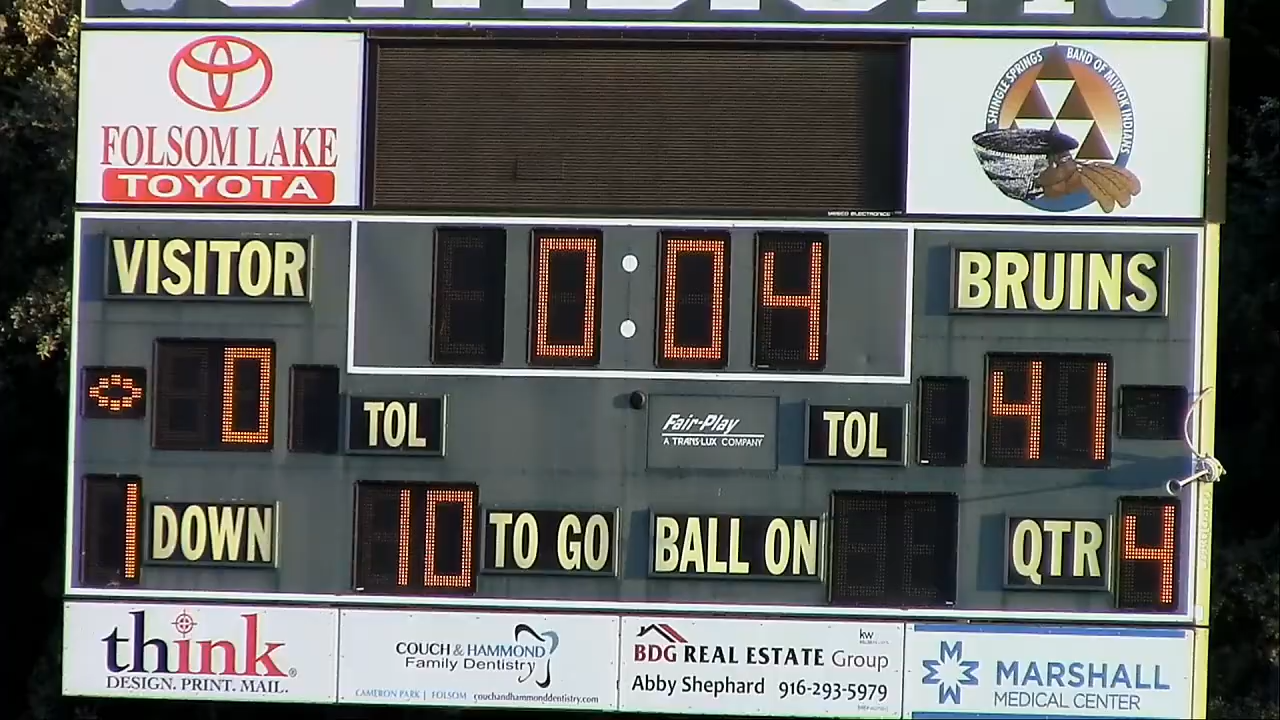 FOLSOM LAKE
TOYOTA
SHINGLE SPRINGS BAND OF MIWOK INDIANS
VISITOR
0:04
BRUINS
0
TOL
Fair-Play
A TRANS-LUX COMPANY
TOL
41
1 DOWN
10 TO GO
BALL ON
QTR 4
think®
DESIGN. PRINT. MAIL.
COUCH & HAMMOND
Family Dentistry
CAMERON PARK | FOLSOM couchandhammonddentistry.com
kw
BDG REAL ESTATE Group
Abby Shephard 916-293-5979
MARSHALL
MEDICAL CENTER